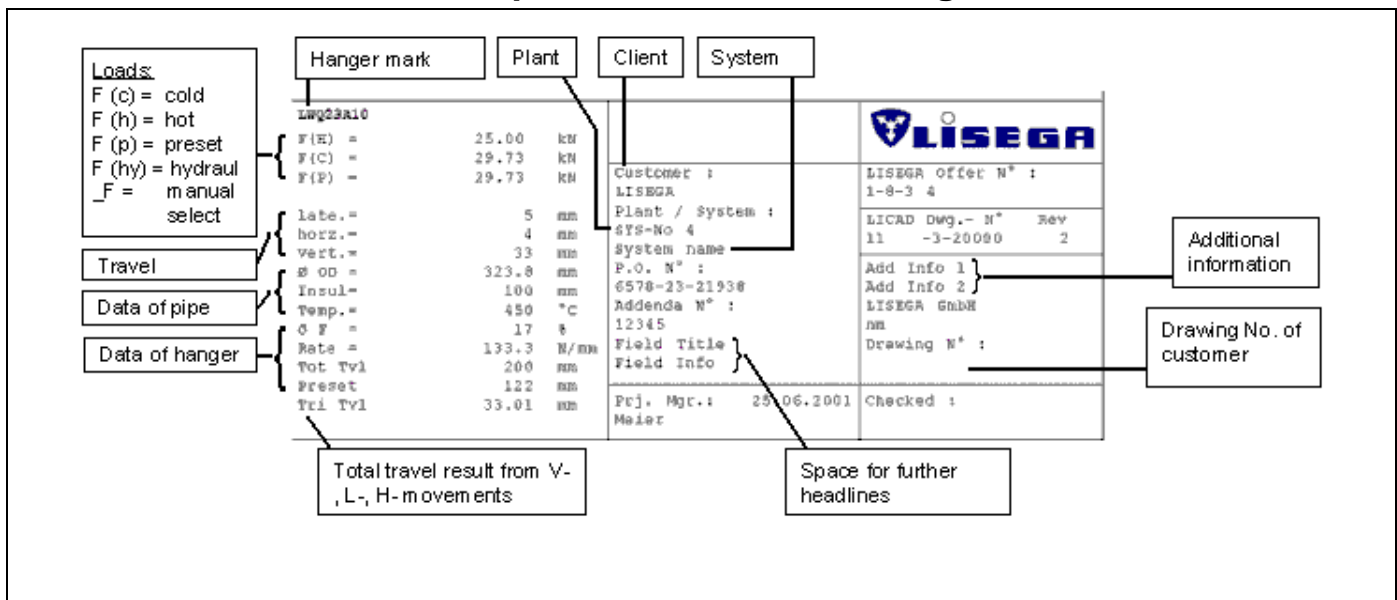 Loads:
F (c) = cold
F (h) = hot
F (p) = preset
F (hy) = hydraul
_F = manual
select
Travel
Data of pipe
Data of hanger
Hanger mark
Plant
Client
System
LWQ23A10
F(H) = 25.00 kN
F(C) = 29.73 kN
F(P) = 29.73 kN
late.= 5 mm
horz.= 4 mm
vert.= 33 mm
Ø OD = 323.8 mm
Insul= 100 mm
Temp.= 450 °C
F = 17 %
Rate = 133.3 N/mm
Tot Tvl 200 mm
Preset 122 mm
Tri Tvl 33.01 mm
Customer :
LISEGA
Plant / System :
SYS-No 4
System name
P.O. N° :
6578-23-21938
Addenda N° :
12345
Field Title
Field Info
Prj. Mgr.: 25.06.2001
Meier
LISEGA
LISEGA Offer N° :
1-8-3 4
LICAD Dwg.- N° Rev
11 -3-20080 2
Add Info 1
Add Info 2
LISEGA GmbH
nm
Drawing N° :
Checked :
Additional
information
Drawing No. of
customer
Total travel result from V-
, L-, H- movements
Space for further
headlines